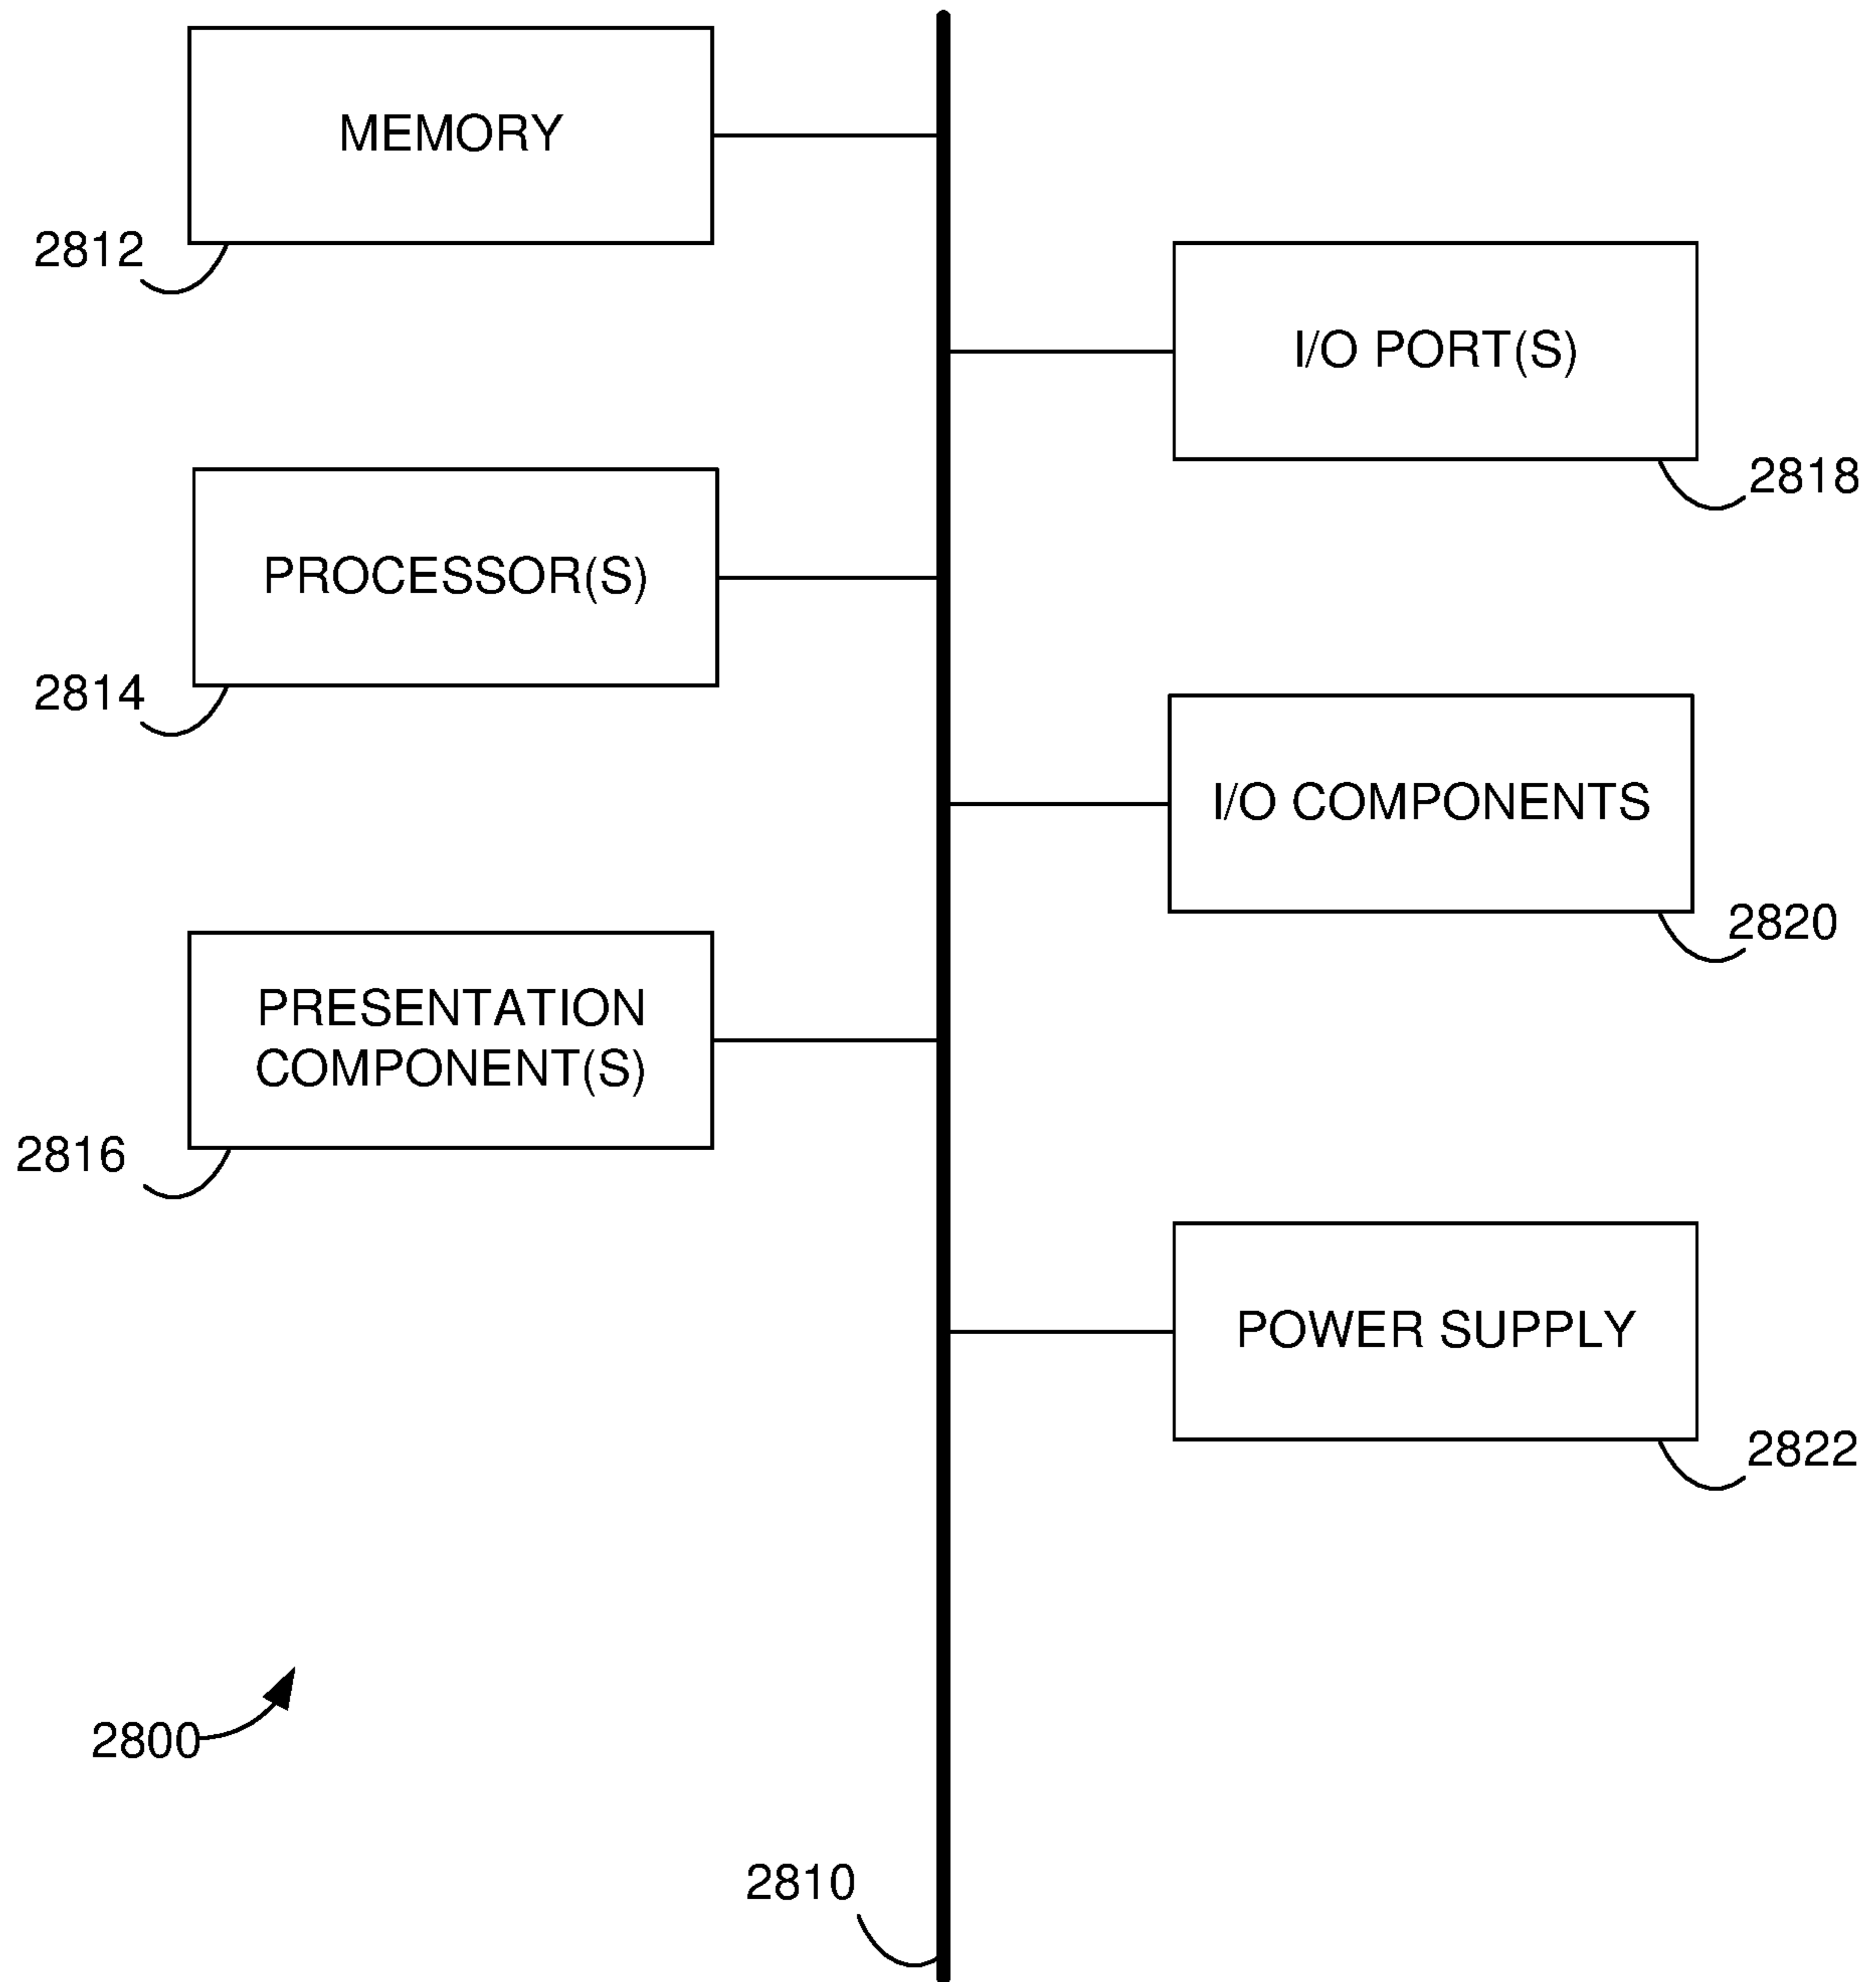 MEMORY
2812
I/O PORT(S)
2818
PROCESSOR(S)
2814
I/O COMPONENTS
2820
PRESENTATION
COMPONENT(S)
2816
POWER SUPPLY
2822
2800
2810